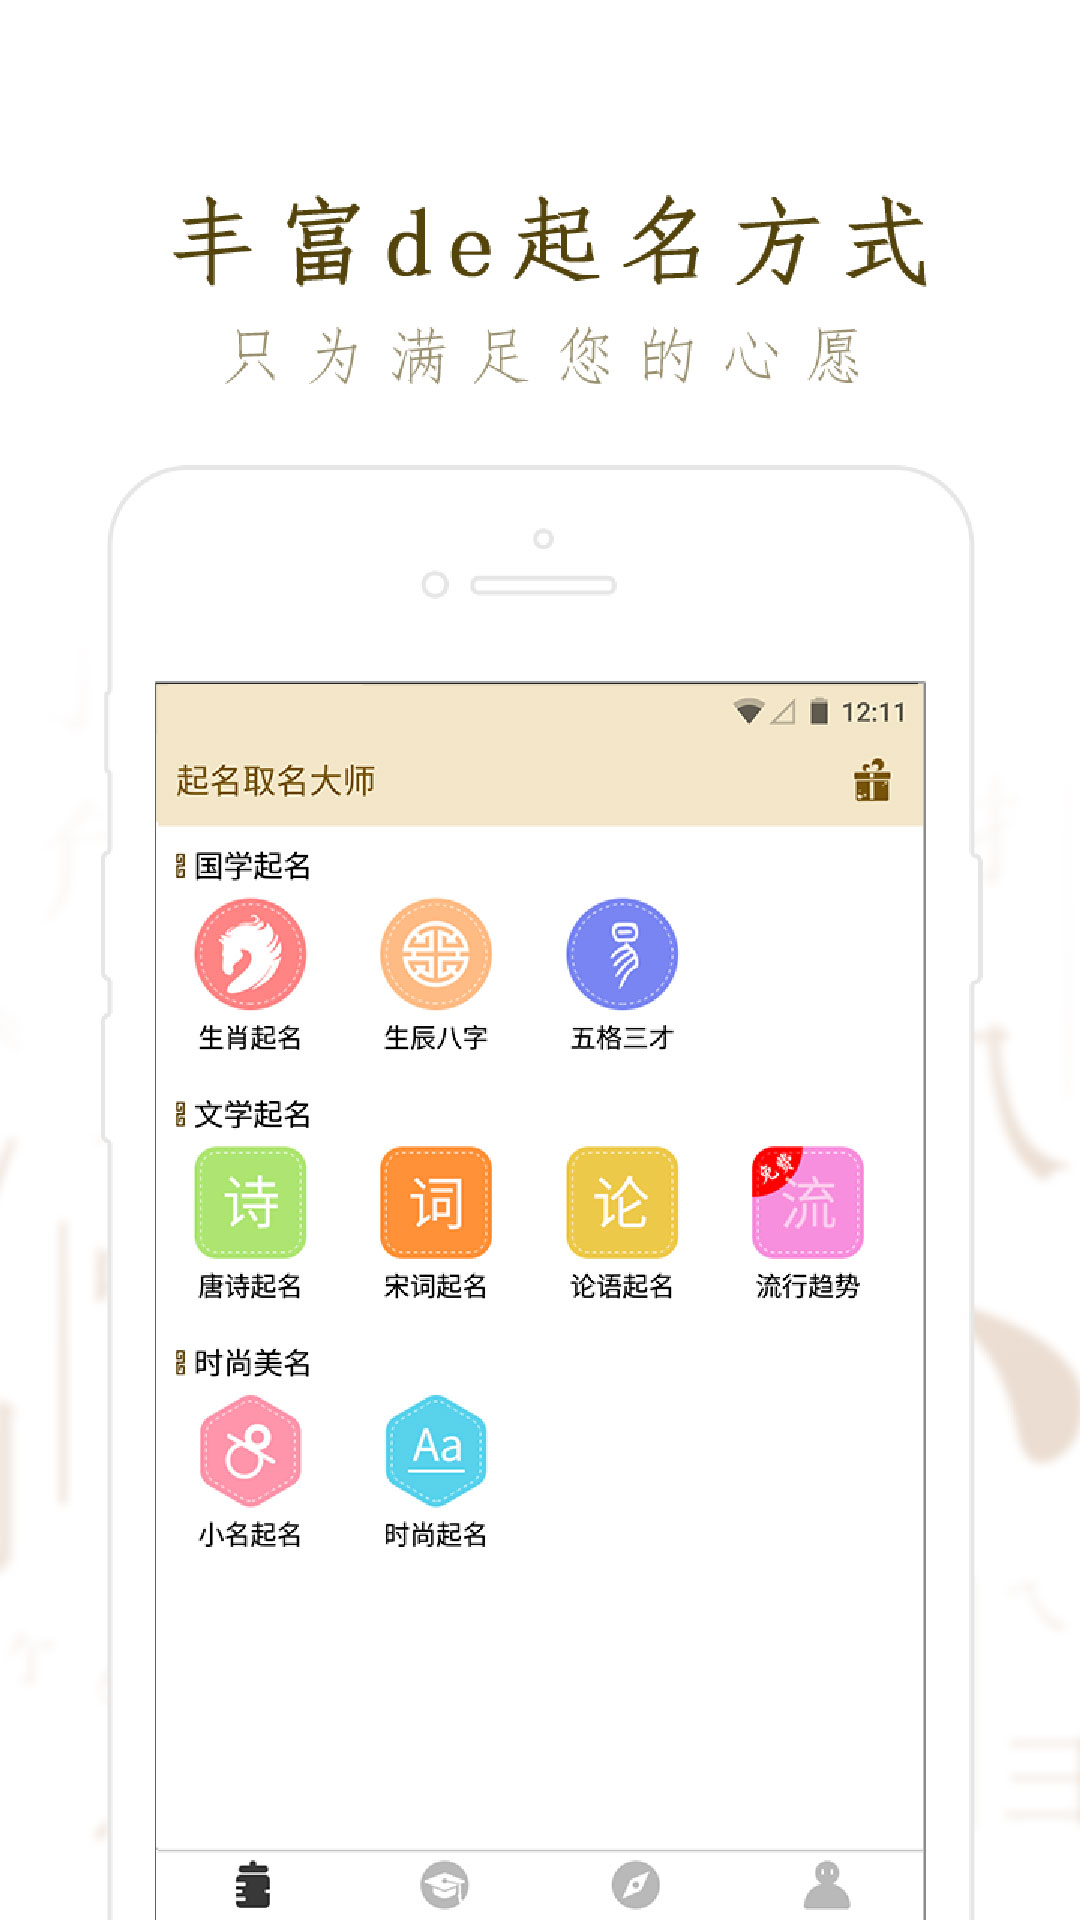 丰富de起名方式
只为满足您的心愿
12:11
起名取名大师
国学起名
易
生肖起名 生辰八字 五格三才
文学起名
诗 词 论 免费 流
唐诗起名 宋词起名 论语起名 流行趋势
时尚美名
Aa
小名起名 时尚起名